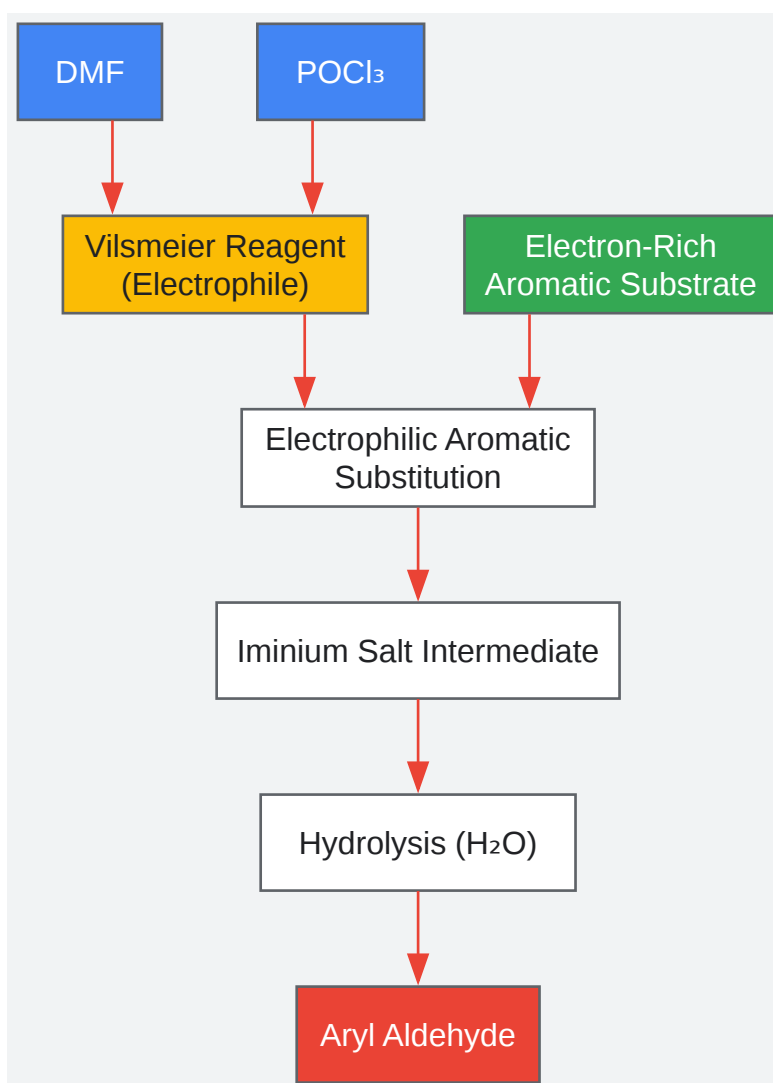 DMF
POCl₃
Vilsmeier Reagent
(Electrophile)
Electron-Rich
Aromatic Substrate
Electrophilic Aromatic
Substitution
Iminium Salt Intermediate
Hydrolysis (H₂O)
Aryl Aldehyde